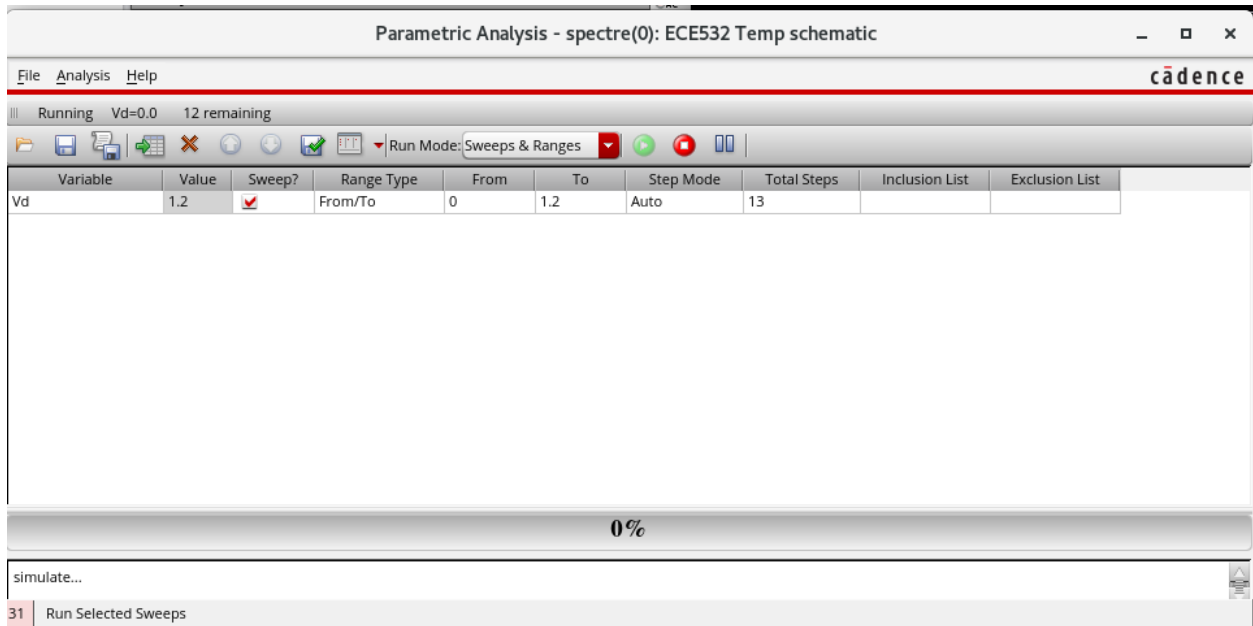 Parametric Analysis - spectre(0): ECE532 Temp schematic
File Analysis Help
cādence
Running Vd=0.0 12 remaining
Run Mode: Sweeps & Ranges
Variable Value Sweep? Range Type From To Step Mode Total Steps Inclusion List Exclusion List
Vd 1.2 From/To 0 1.2 Auto 13
0%
simulate...
31 Run Selected Sweeps